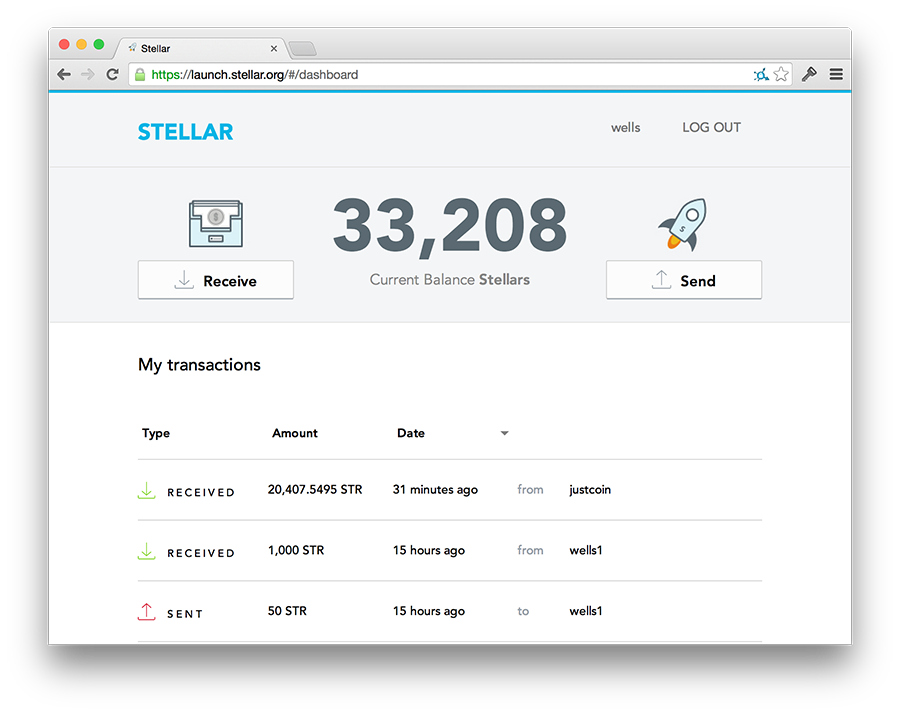 Stellar
https://launch.stellar.org/#/dashboard
STELLAR
wells LOG OUT
$ 33,208 $
Receive Current Balance Stellars Send
My transactions
Type Amount Date
RECEIVED 20,407.5495 STR 31 minutes ago from justcoin
RECEIVED 1,000 STR 15 hours ago from wells1
SENT 50 STR 15 hours ago to wells1